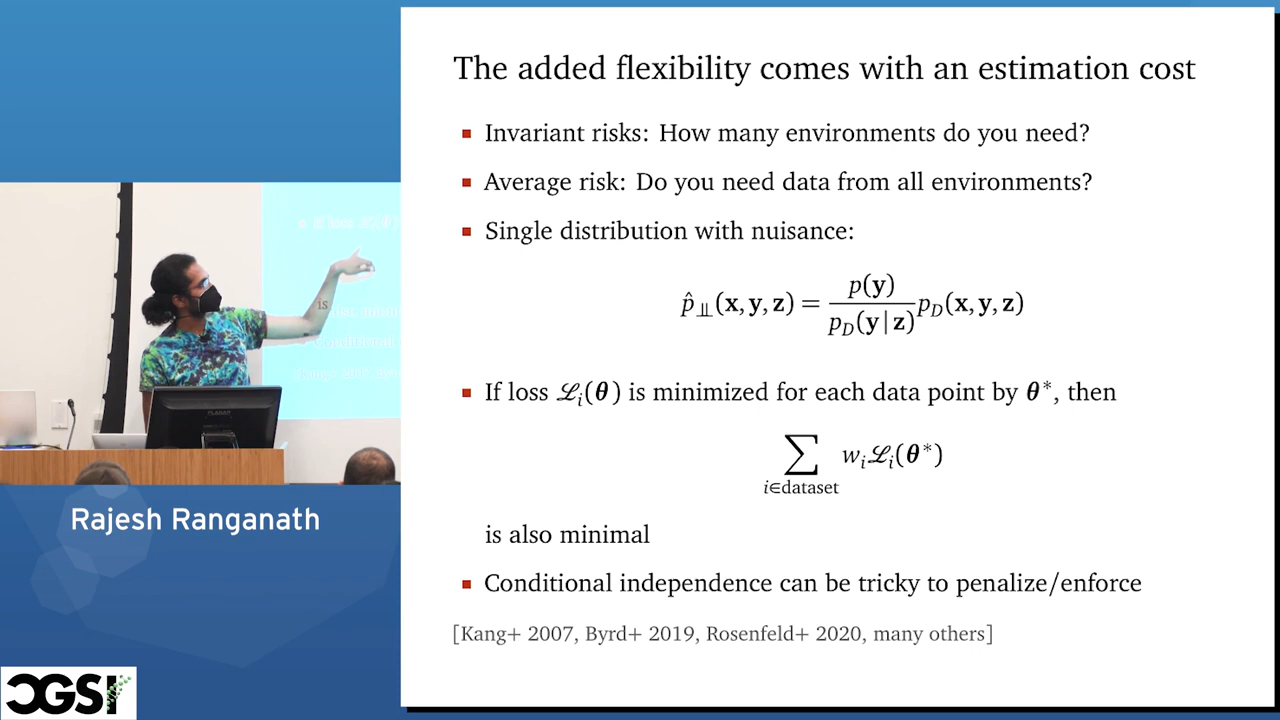 The added flexibility comes with an estimation cost
Invariant risks: How many environments do you need?
Average risk: Do you need data from all environments?
Single distribution with nuisance:
p̂⊥⊥(x, y, z) = p(y) / p_D(y | z) p_D(x, y, z)
If loss ℒᵢ(θ) is minimized for each data point by θ*, then
∑ i∈dataset wᵢℒᵢ(θ*)
is also minimal
Conditional independence can be tricky to penalize/enforce
[Kang+ 2007, Byrd+ 2019, Rosenfeld+ 2020, many others]
Rajesh Ranganath
CGSI